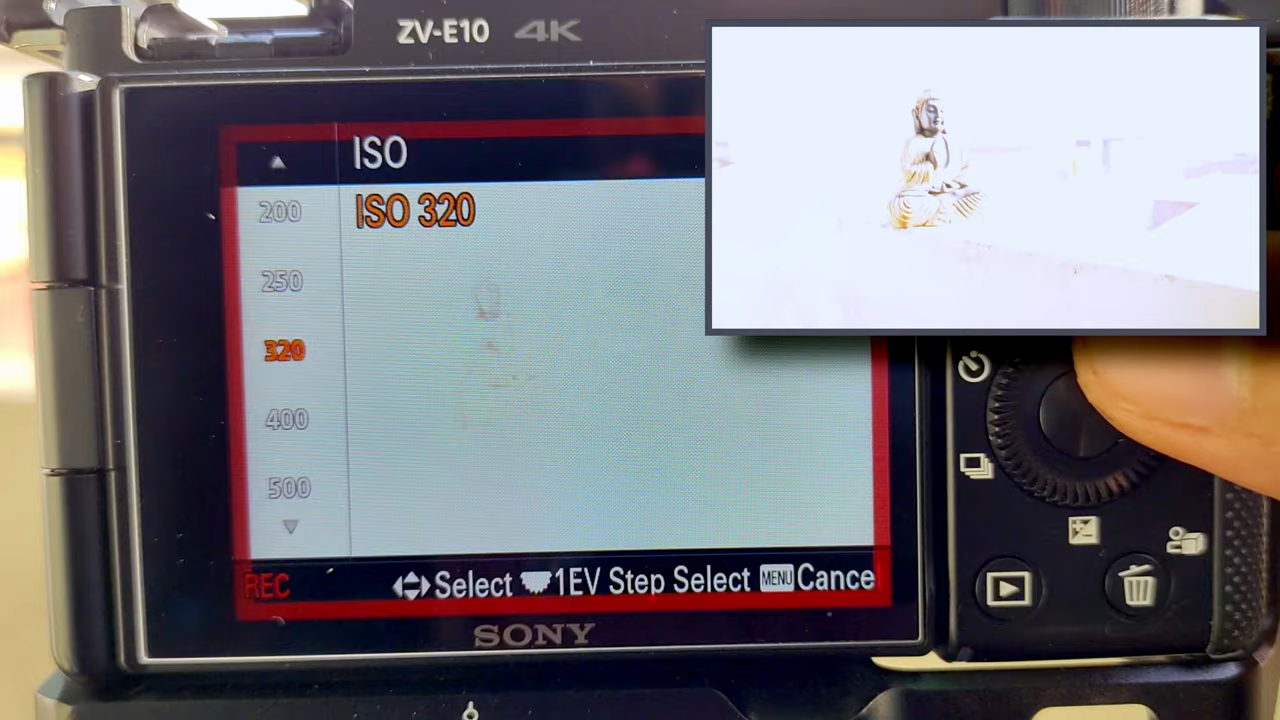 ZV-E10 4K
ISO
ISO 320
200
250
320
400
500
REC Select 1EV Step Select MENU Cance
SONY